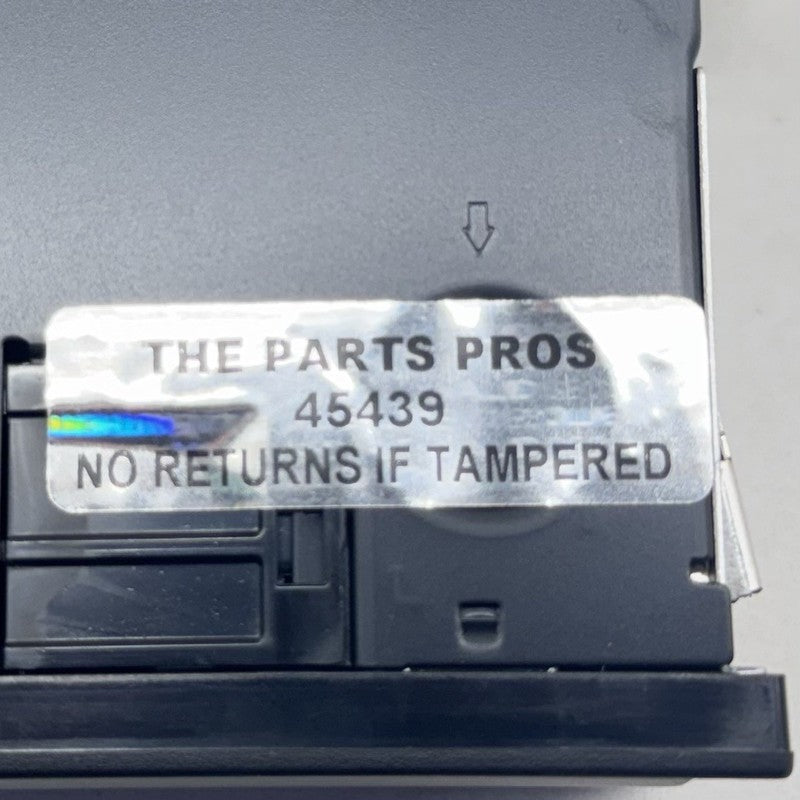 THE PARTS PROS
45439
NO RETURNS IF TAMPERED